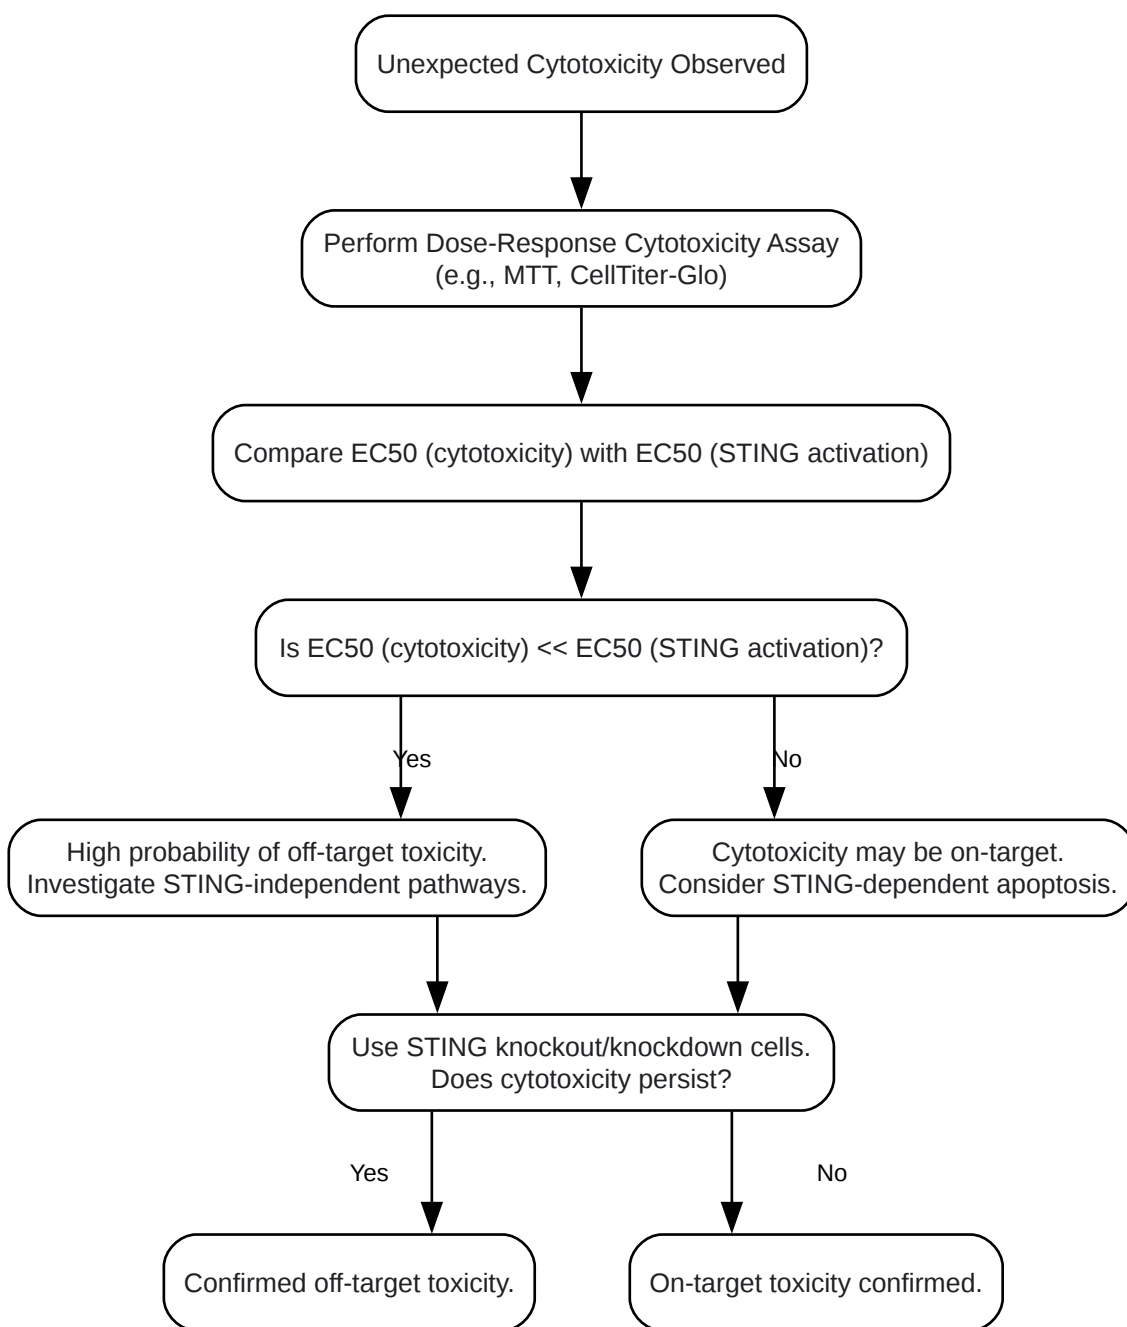 Unexpected Cytotoxicity Observed
Perform Dose-Response Cytotoxicity Assay
(e.g., MTT, CellTiter-Glo)
Compare EC50 (cytotoxicity) with EC50 (STING activation)
Is EC50 (cytotoxicity) << EC50 (STING activation)?
Yes
No
High probability of off-target toxicity.
Investigate STING-independent pathways.
Cytotoxicity may be on-target.
Consider STING-dependent apoptosis.
Use STING knockout/knockdown cells.
Does cytotoxicity persist?
Yes
No
Confirmed off-target toxicity.
On-target toxicity confirmed.